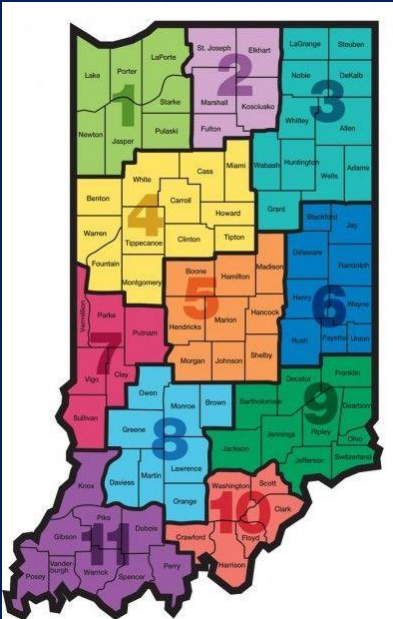 LaGrange
Steuben
St. Joseph
Elkhart
LaPorte
Porter
Lake
Noble
DeKalb
2
1
3
Starke
Marshall
Kosciusko
Whitley
Allen
Newton
Jasper
Pulaski
Fulton
Wabash
Huntington
Wells
Adams
Miami
Cass
White
Carroll
Benton
Grant
Howard
4
Blackford
Jay
Warren
Tippecanoe
Clinton
Tipton
Delaware
Randolph
Fountain
Montgomery
Boone
Hamilton
Madison
5
Henry
Wayne
6
Vermillion
Parke
Putnam
Hendricks
Marion
Hancock
Rush
Fayette
Union
7
Vigo
Clay
Morgan
Johnson
Shelby
Decatur
Franklin
Owen
Monroe
Brown
Bartholomew
9
Dearborn
Sullivan
Greene
8
Jennings
Ripley
Ohio
Jackson
Switzerland
Jefferson
Lawrence
Martin
Daviess
Knox
Orange
Washington
Scott
10
Clark
Pike
Dubois
Gibson
11
Crawford
Floyd
Harrison
Perry
Posey
Vander-
burgh
Warrick
Spencer